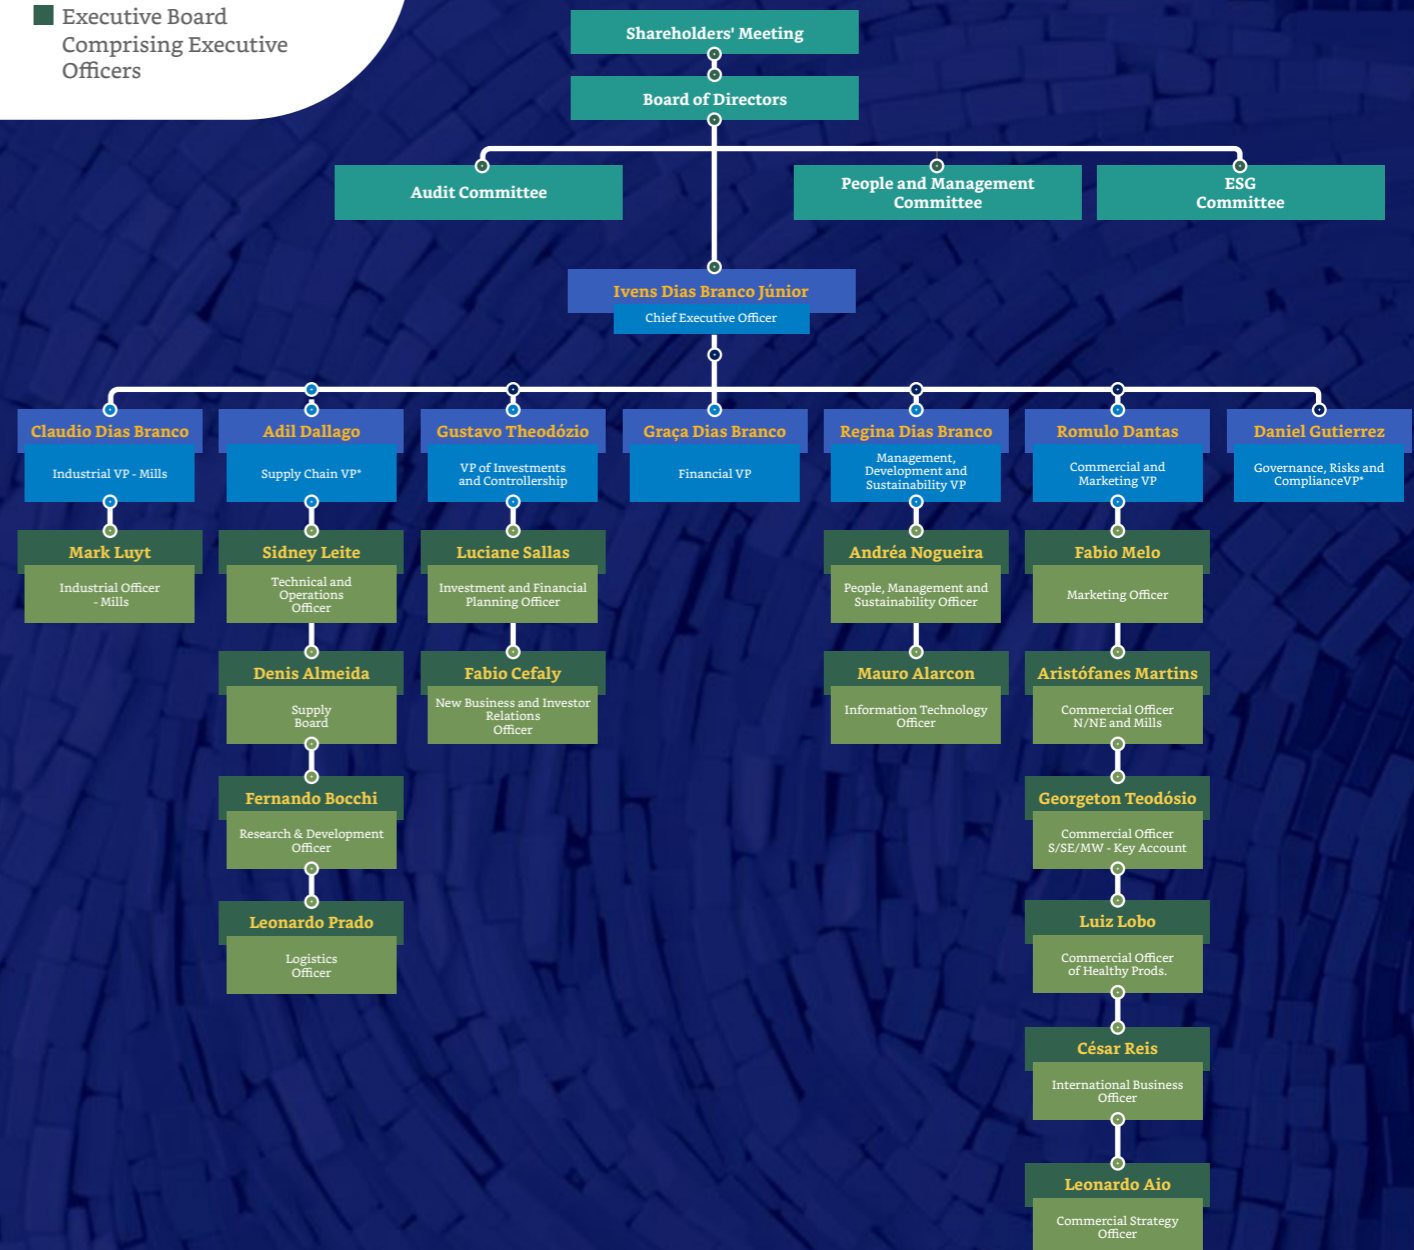 Executive Board
Comprising Executive
Officers
Shareholders' Meeting
Board of Directors
Audit Committee
People and Management
Committee
ESG
Committee
Ivens Dias Branco Júnior
Chief Executive Officer
Claudio Dias Branco
Industrial VP - Mills
Adil Dallago
Supply Chain VP*
Gustavo Theodózio
VP of Investments
and Controllership
Graça Dias Branco
Financial VP
Regina Dias Branco
Management,
Development and
Sustainability VP
Romulo Dantas
Commercial and
Marketing VP
Daniel Gutierrez
Governance, Risks and
ComplianceVP*
Mark Luyt
Industrial Officer
- Mills
Sidney Leite
Technical and
Operations
Officer
Luciane Sallas
Investment and Financial
Planning Officer
Andréa Nogueira
People, Management and
Sustainability Officer
Fabio Melo
Marketing Officer
Denis Almeida
Supply
Board
Fabio Cefaly
New Business and Investor
Relations
Officer
Mauro Alarcon
Information Technology
Officer
Aristófanes Martins
Commercial Officer
N/NE and Mills
Fernando Bocchi
Research & Development
Officer
Georgeton Teodósio
Commercial Officer
S/SE/MW - Key Account
Leonardo Prado
Logistics
Officer
Luiz Lobo
Commercial Officer
of Healthy Prods.
César Reis
International Business
Officer
Leonardo Aio
Commercial Strategy
Officer